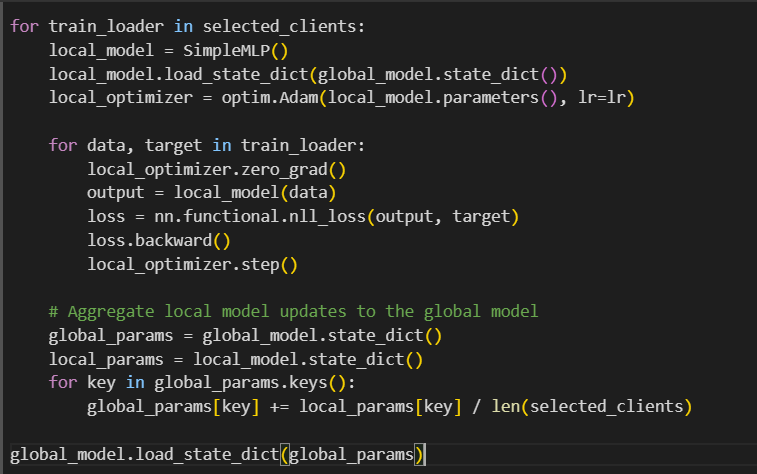 for train_loader in selected_clients:
    local_model = SimpleMLP()
    local_model.load_state_dict(global_model.state_dict())
    local_optimizer = optim.Adam(local_model.parameters(), lr=lr)

    for data, target in train_loader:
        local_optimizer.zero_grad()
        output = local_model(data)
        loss = nn.functional.nll_loss(output, target)
        loss.backward()
        local_optimizer.step()

    # Aggregate local model updates to the global model
    global_params = global_model.state_dict()
    local_params = local_model.state_dict()
    for key in global_params.keys():
        global_params[key] += local_params[key] / len(selected_clients)

global_model.load_state_dict(global_params)